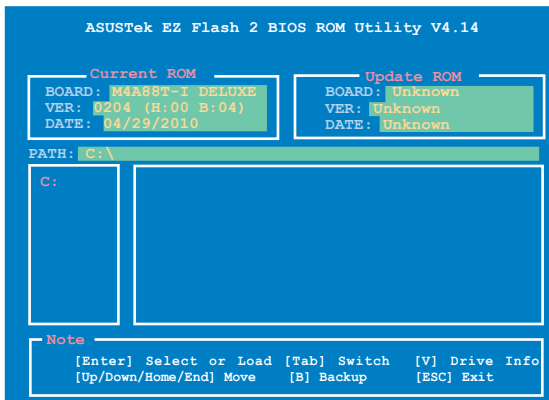 ASUSTek EZ Flash 2 BIOS ROM Utility V4.14
Current ROM
BOARD: M4A88T-I DELUXE
VER: 0204 (H:00 B:04)
DATE: 04/29/2010
Update ROM
BOARD: Unknown
VER: Unknown
DATE: Unknown
PATH: C:\
C:
Note
[Enter] Select or Load [Tab] Switch [V] Drive Info
[Up/Down/Home/End] Move [B] Backup [ESC] Exit